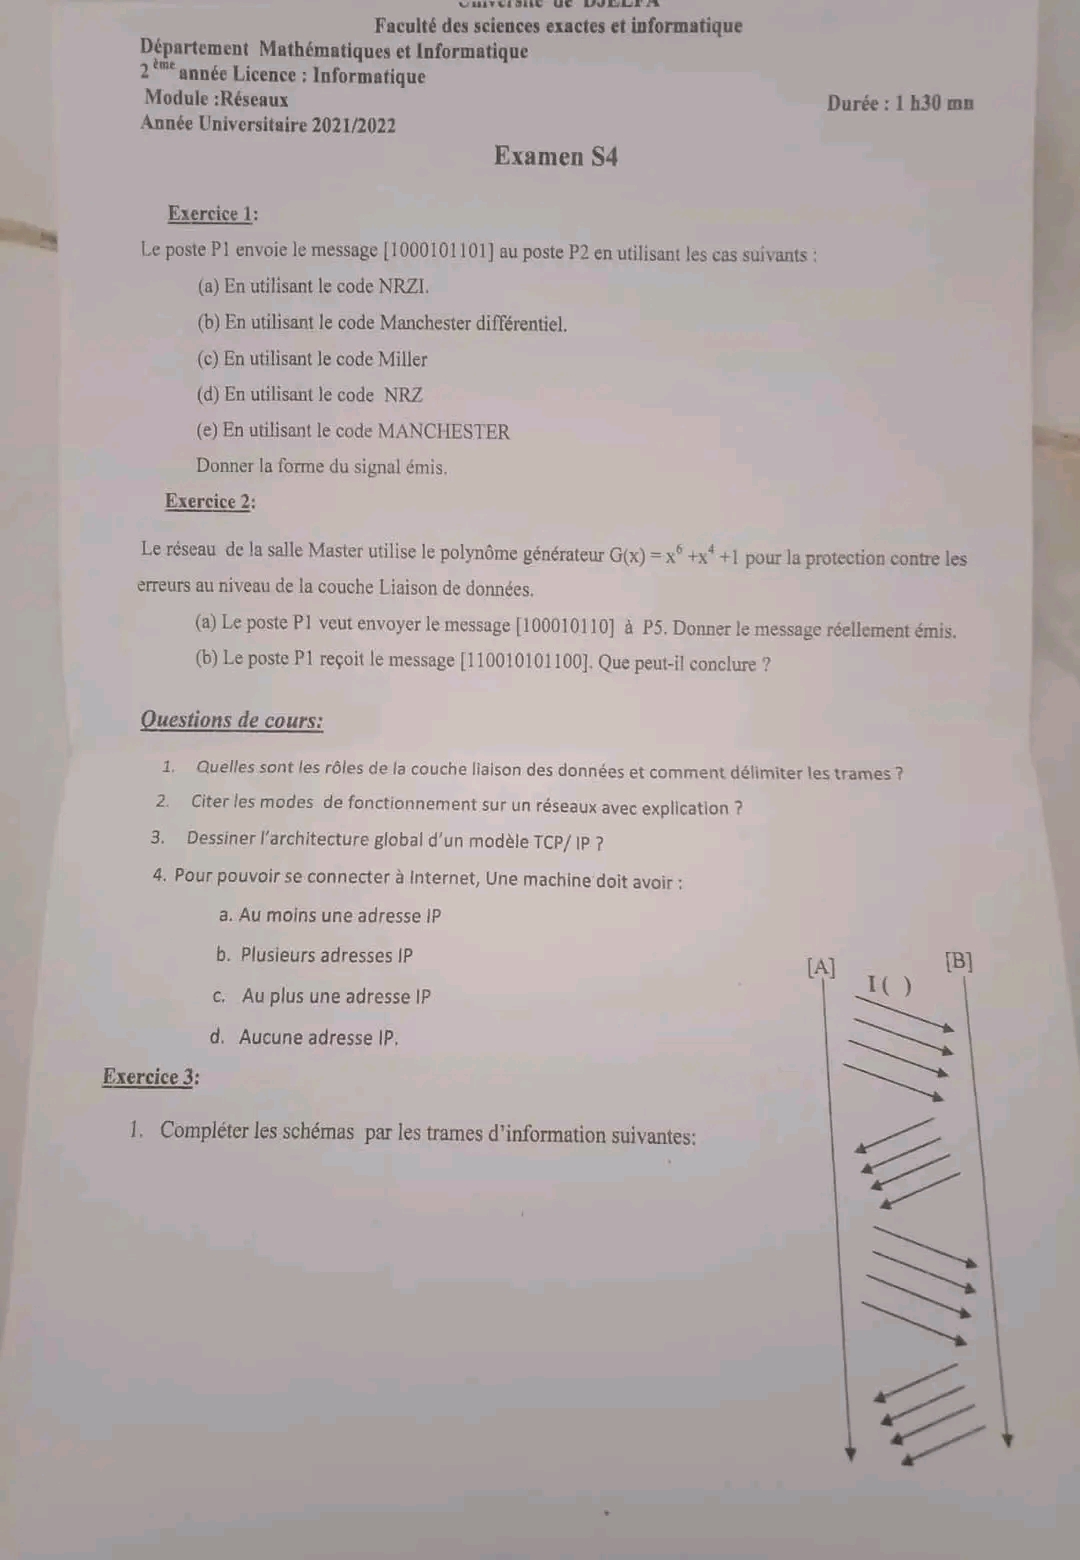 Université de DJELFA
Faculté des sciences exactes et informatique
Département Mathématiques et Informatique
2ème année Licence : Informatique
Module :Réseaux
Durée : 1 h30 mn
Année Universitaire 2021/2022
Examen S4
Exercice 1:
Le poste P1 envoie le message [1000101101] au poste P2 en utilisant les cas suivants :
(a) En utilisant le code NRZI.
(b) En utilisant le code Manchester différentiel.
(c) En utilisant le code Miller
(d) En utilisant le code NRZ
(e) En utilisant le code MANCHESTER
Donner la forme du signal émis.
Exercice 2:
Le réseau de la salle Master utilise le polynôme générateur G(x) = x⁶ +x⁴ +1 pour la protection contre les
erreurs au niveau de la couche Liaison de données.
(a) Le poste P1 veut envoyer le message [100010110] à P5. Donner le message réellement émis.
(b) Le poste P1 reçoit le message [110010101100]. Que peut-il conclure ?
Questions de cours:
1. Quelles sont les rôles de la couche liaison des données et comment délimiter les trames ?
2. Citer les modes de fonctionnement sur un réseaux avec explication ?
3. Dessiner l'architecture global d'un modèle TCP/ IP ?
4. Pour pouvoir se connecter à Internet, Une machine doit avoir :
a. Au moins une adresse IP
b. Plusieurs adresses IP
c. Au plus une adresse IP
d. Aucune adresse IP.
[A]
[B]
I ( )
Exercice 3:
1. Compléter les schémas par les trames d'information suivantes: